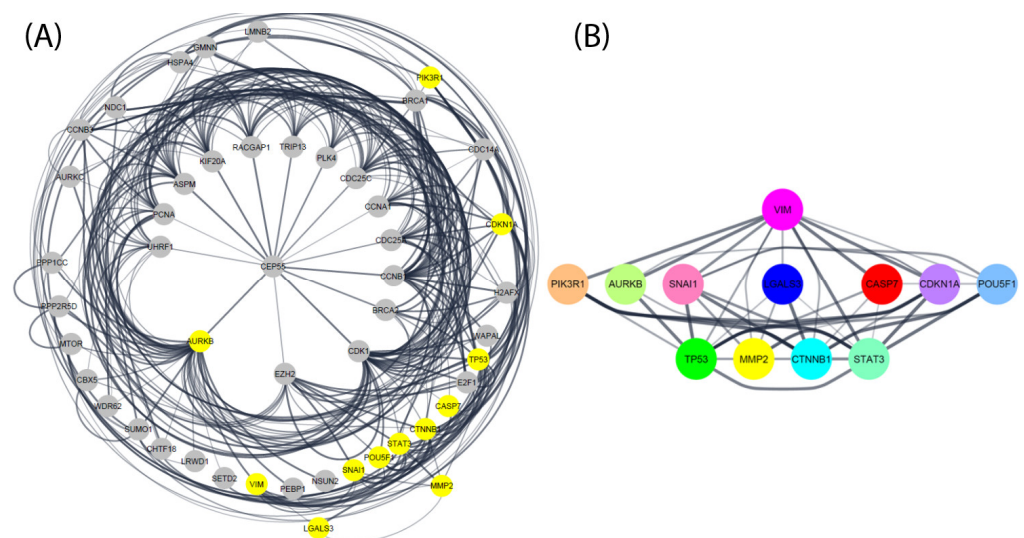 (A)
(B)
LMNB2
GMNN
HSPA4
PIK3R1
BRCA1
NDC1
CCNB3
CDC14A
RACGAP1
TRIP13
KIF20A
PLK4
AURKC
ASPM
CDC25C
PCNA
CCNA1
CDKN1A
UHRF1
CDC25A
PPP1CC
CEP55
CCNB1
PPP2R5D
H2AFX
BRCA2
MTOR
AURKB
WAPAL
CDK1
TP53
CBX5
EZH2
E2F1
WDR62
CASP7
SUMO1
CTNNB1
CHTF18
STAT3
LRWD1
POU5F1
SNAI1
SETD2
VIM
PEBP1
NSUN2
MMP2
LGALS3
VIM
PIK3R1 AURKB SNAI1 LGALS3 CASP7 CDKN1A POU5F1
TP53 MMP2 CTNNB1 STAT3